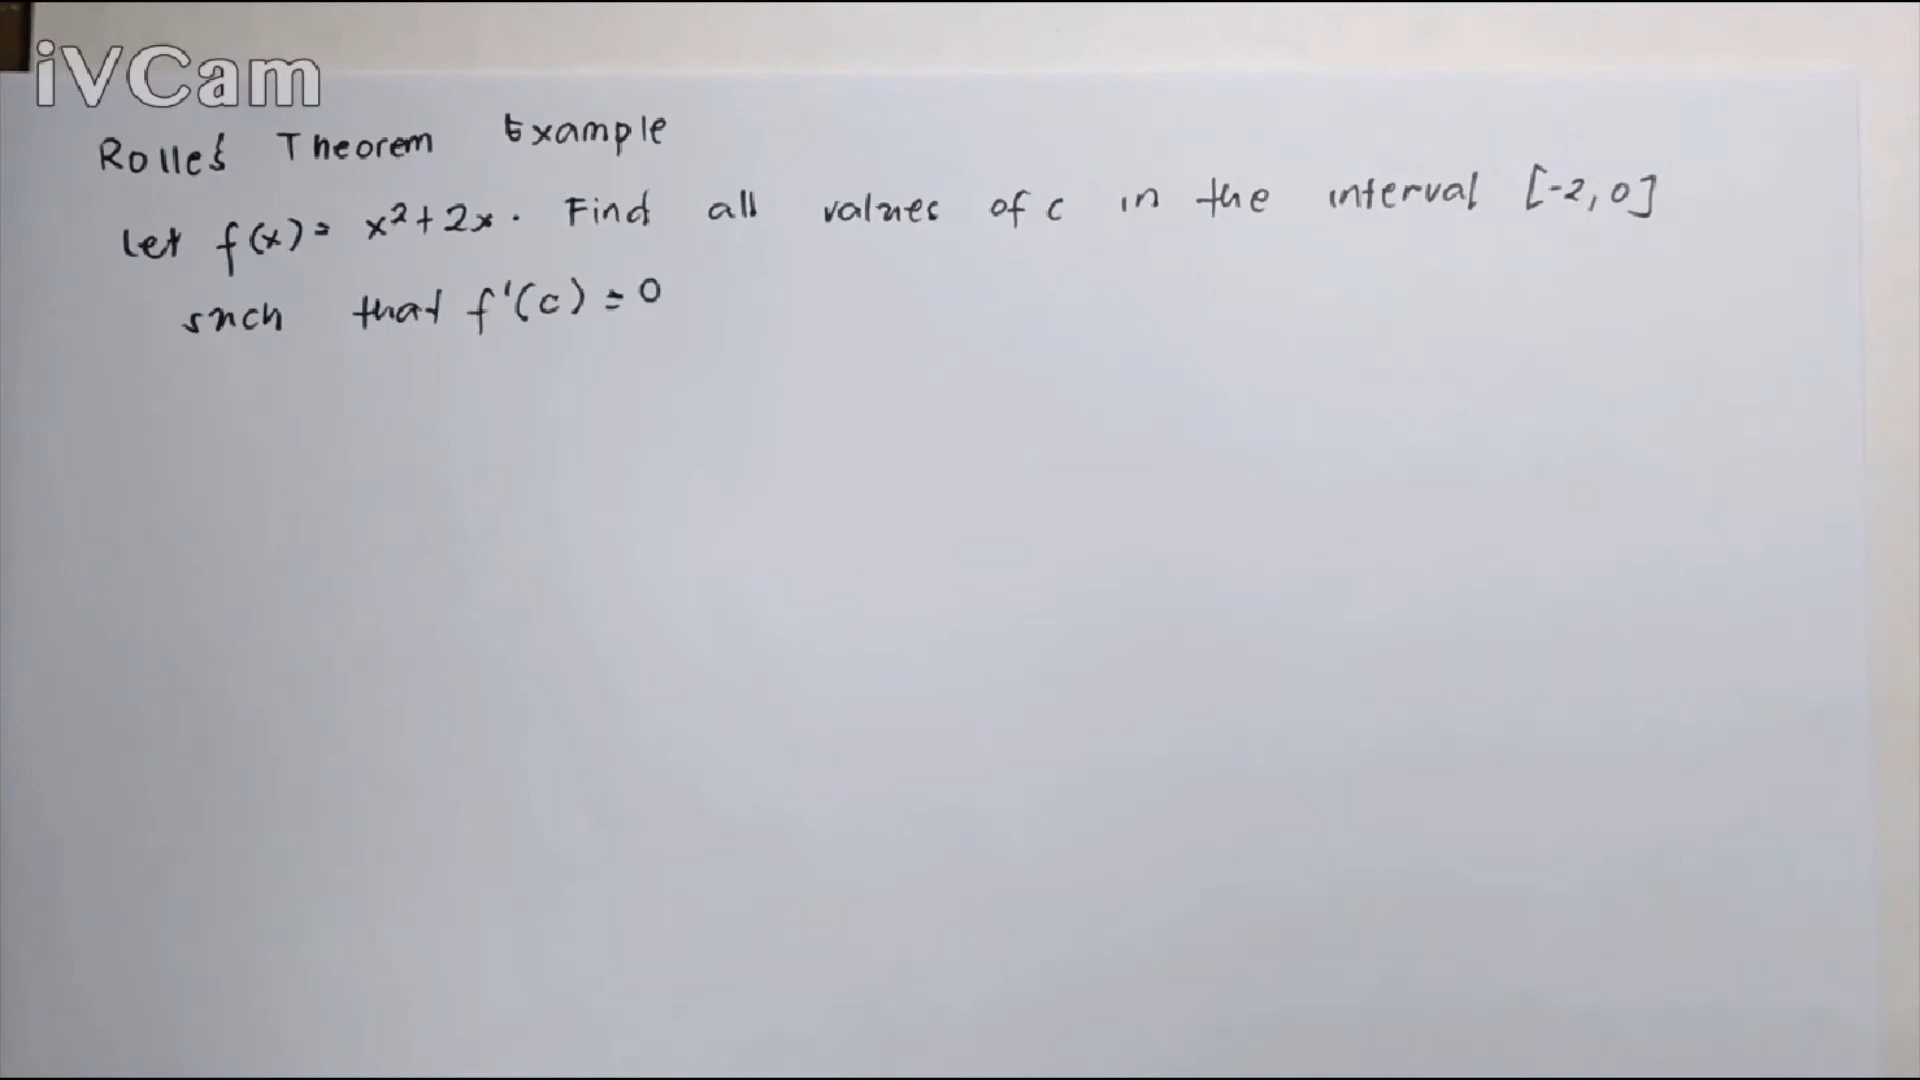 iVCam
Rolle's Theorem Example
let f(x) = x²+2x. Find all values of c in the interval [-2, 0]
such that f'(c) = 0